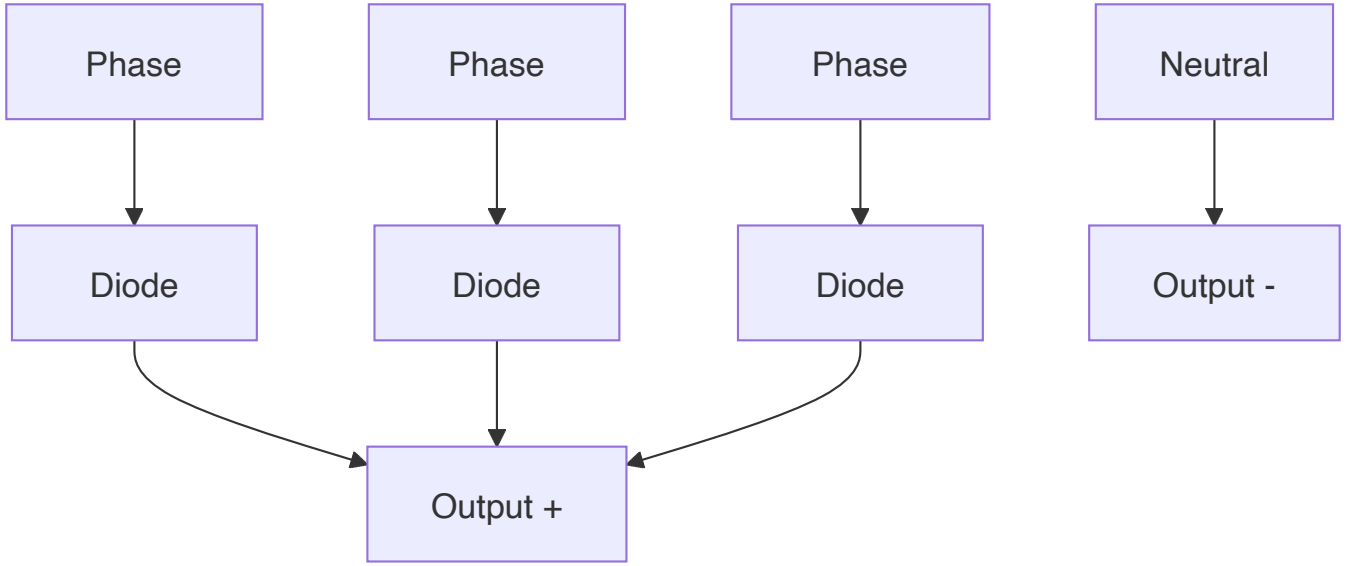 Phase
Phase
Phase
Neutral
Diode
Diode
Diode
Output -
Output +